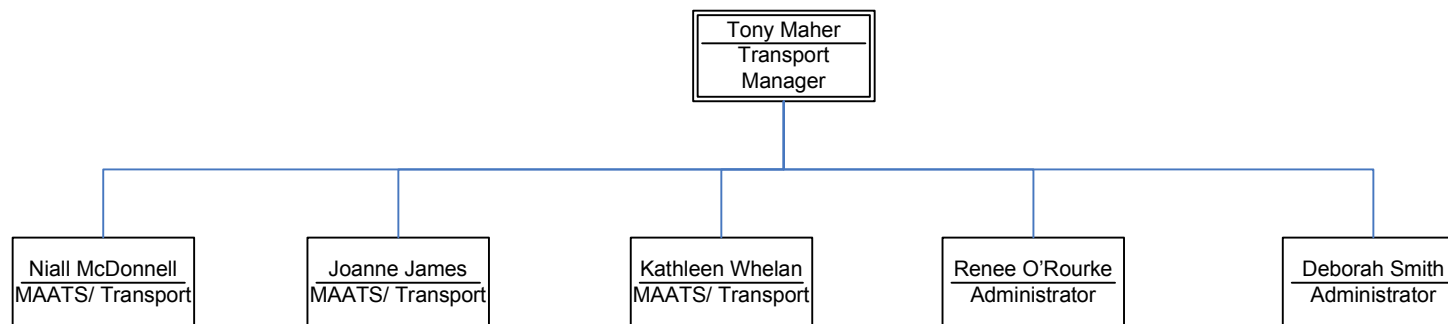 Tony Maher
Transport
Manager
Niall McDonnell
MAATS/ Transport
Joanne James
MAATS/ Transport
Kathleen Whelan
MAATS/ Transport
Renee O’Rourke
Administrator
Deborah Smith
Administrator